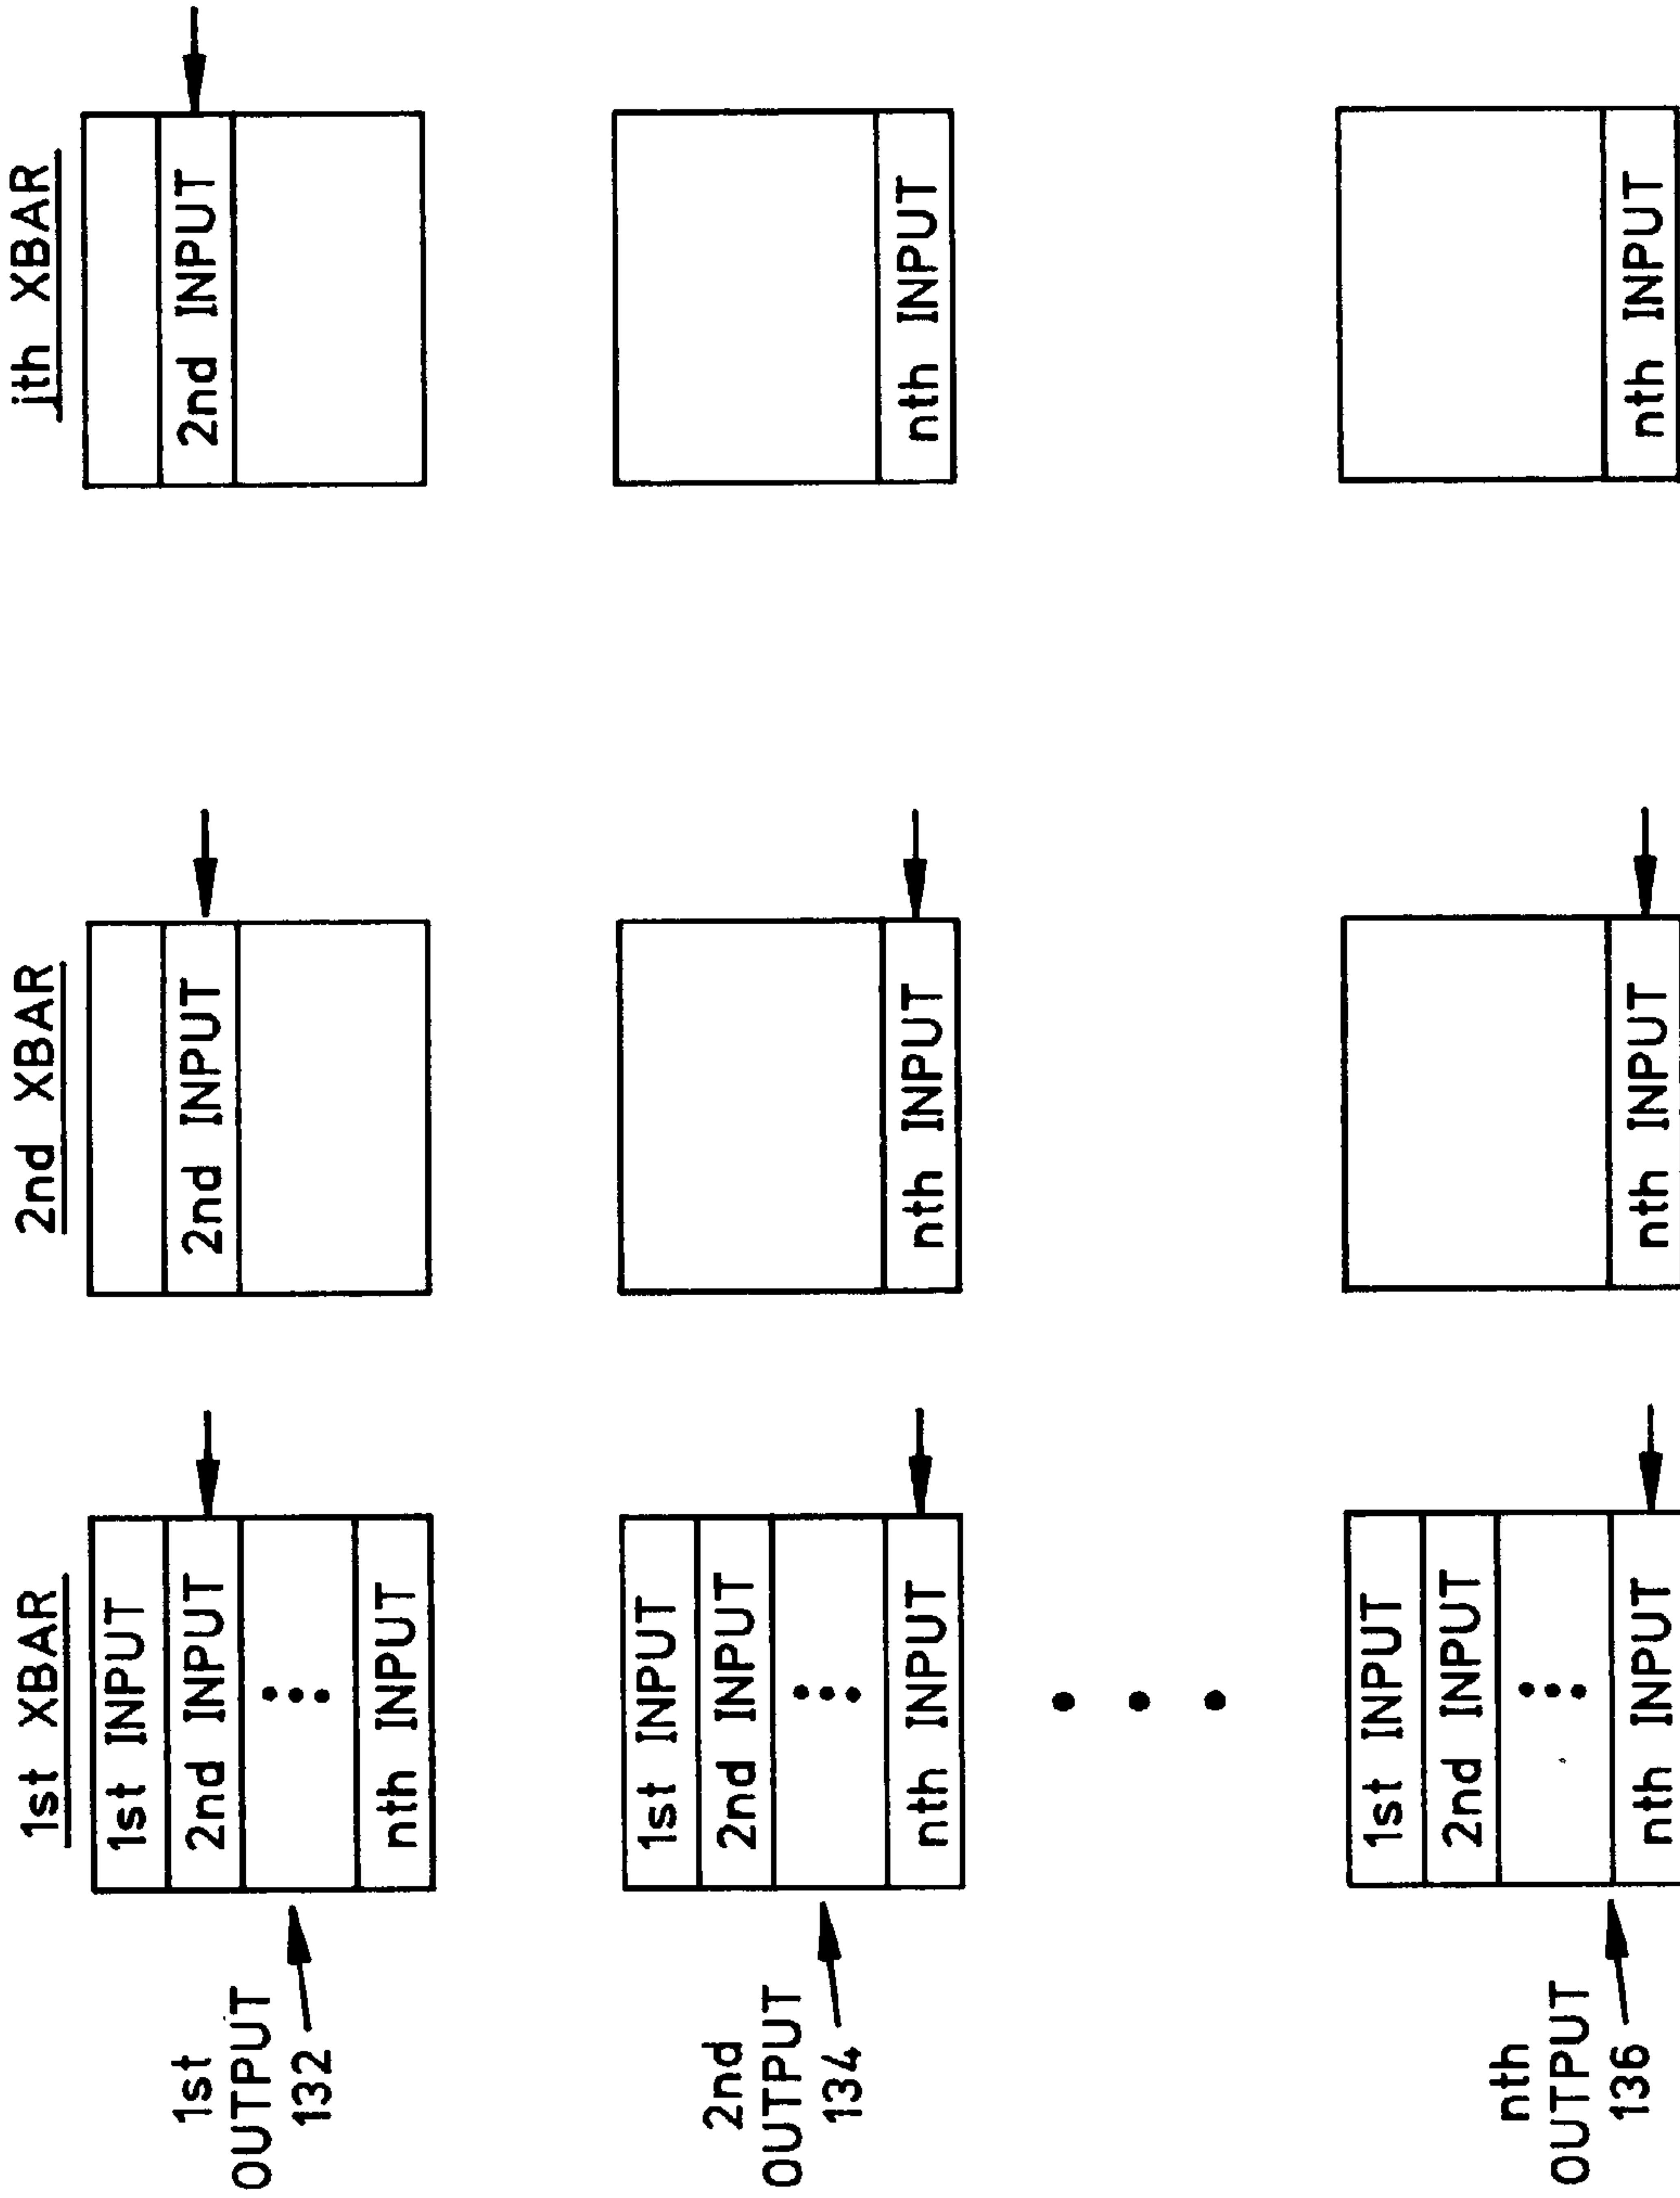 1st XBAR
2nd XBAR
jth XBAR
1st
OUTPUT
132
1st INPUT
2nd INPUT
nth INPUT
2nd INPUT
2nd INPUT
2nd
OUTPUT
134
1st INPUT
2nd INPUT
nth INPUT
nth INPUT
nth INPUT
nth
OUTPUT
136
1st INPUT
2nd INPUT
nth INPUT
nth INPUT
nth INPUT